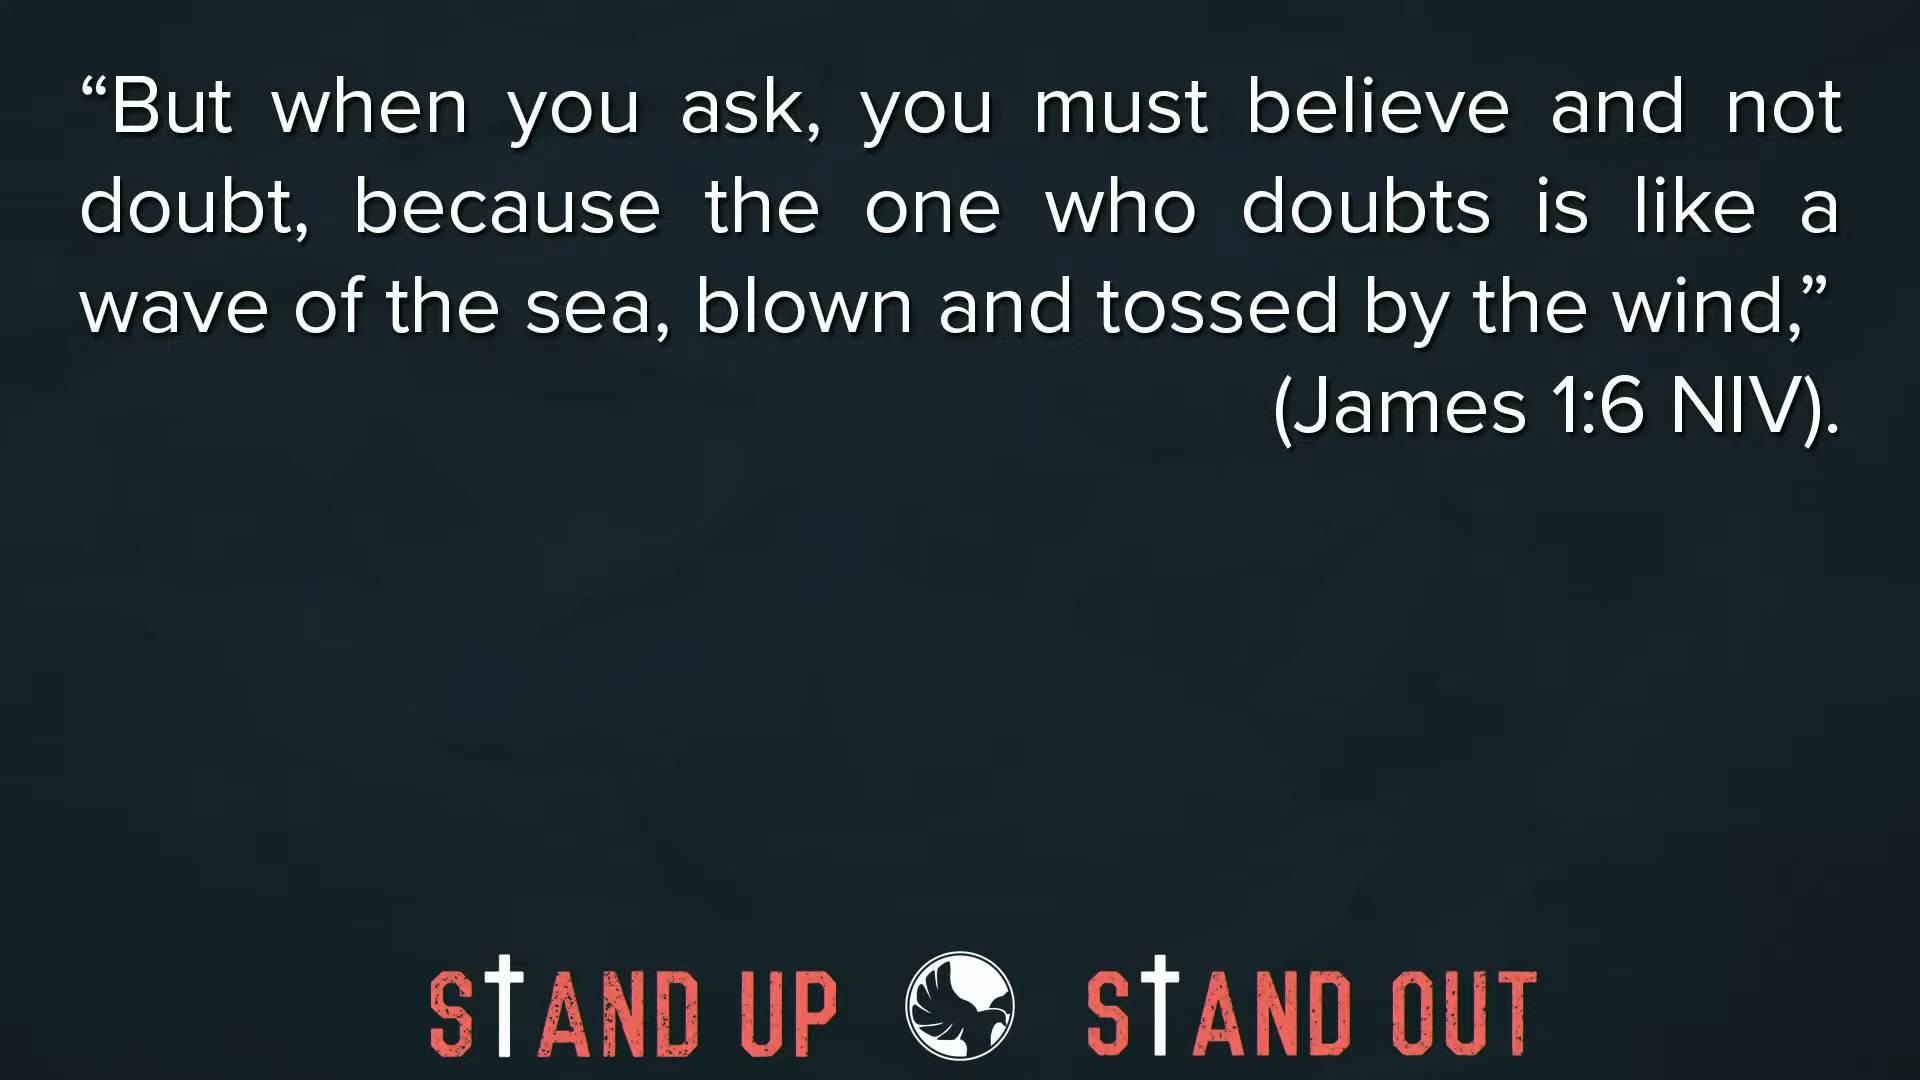 “But when you ask, you must believe and not
doubt, because the one who doubts is like a
wave of the sea, blown and tossed by the wind,”
(James 1:6 NIV).
STAND UP STAND OUT